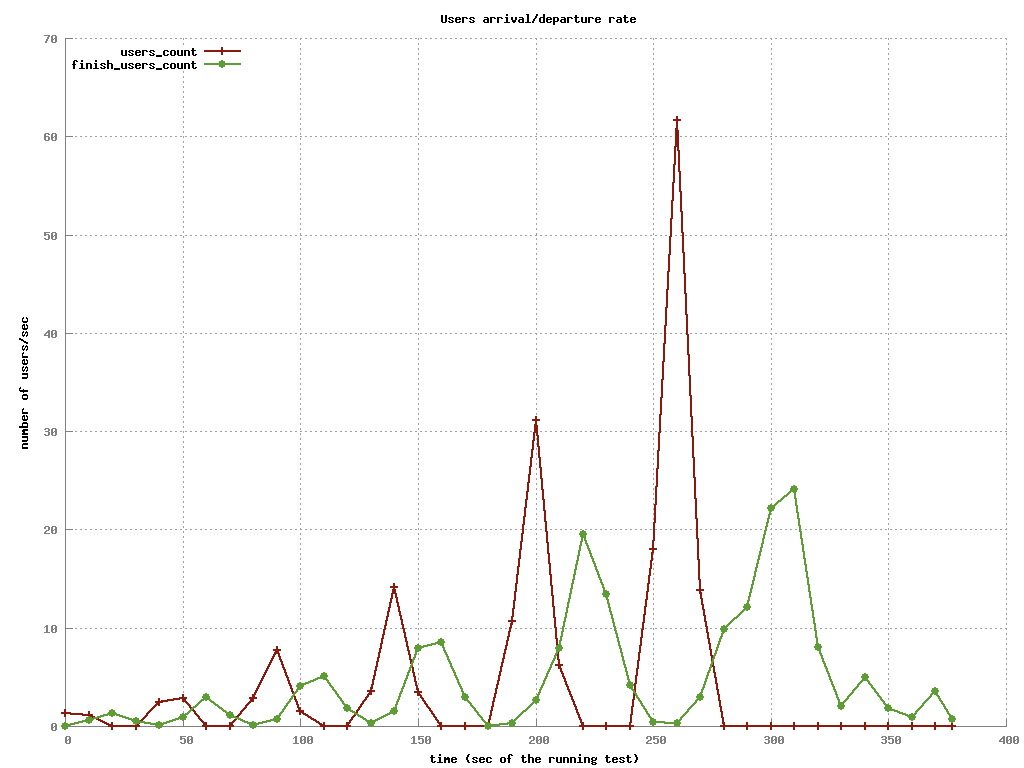 Users arrival/departure rate
70
users_count
finish_users_count
60
50
40
30
20
10
0
number of users/sec
0 50 100 150 200 250 300 350 400
time (sec of the running test)